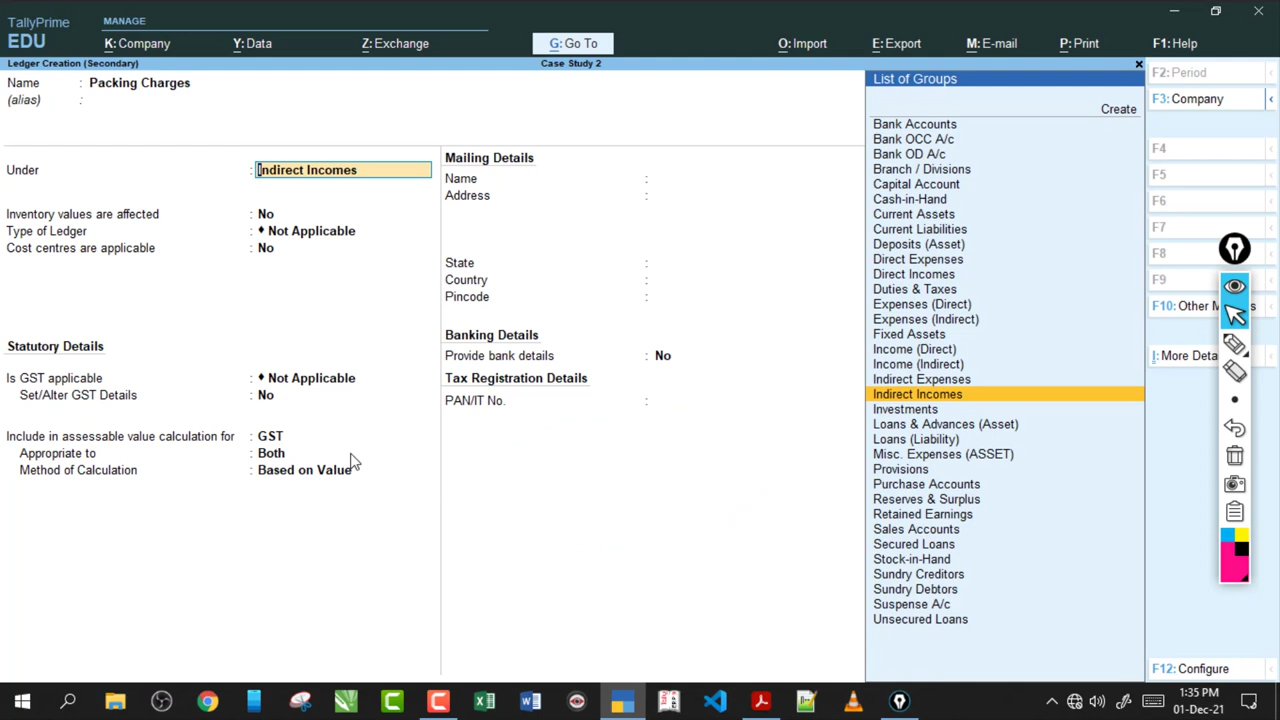 TallyPrime
EDU
MANAGE
K: Company
Y: Data
Z: Exchange
G: Go To
O: Import
E: Export
M: E-mail
P: Print
F1: Help
Ledger Creation (Secondary)
Case Study 2
Name : Packing Charges
(alias) :
Under : Indirect Incomes
Inventory values are affected : No
Type of Ledger : ♦ Not Applicable
Cost centres are applicable : No
Statutory Details
Is GST applicable : ♦ Not Applicable
Set/Alter GST Details : No
Include in assessable value calculation for : GST
Appropriate to : Both
Method of Calculation : Based on Value
Mailing Details
Name :
Address :
State :
Country :
Pincode :
Banking Details
Provide bank details : No
Tax Registration Details
PAN/IT No. :
List of Groups
Create
Bank Accounts
Bank OCC A/c
Bank OD A/c
Branch / Divisions
Capital Account
Cash-in-Hand
Current Assets
Current Liabilities
Deposits (Asset)
Direct Expenses
Direct Incomes
Duties & Taxes
Expenses (Direct)
Expenses (Indirect)
Fixed Assets
Income (Direct)
Income (Indirect)
Indirect Expenses
Indirect Incomes
Investments
Loans & Advances (Asset)
Loans (Liability)
Misc. Expenses (ASSET)
Provisions
Purchase Accounts
Reserves & Surplus
Retained Earnings
Sales Accounts
Secured Loans
Stock-in-Hand
Sundry Creditors
Sundry Debtors
Suspense A/c
Unsecured Loans
F2: Period
F3: Company
F4
F5
F6
F7
F8
F9
F10: Other
I: More
F12: Configure
1:35 PM
01-Dec-21